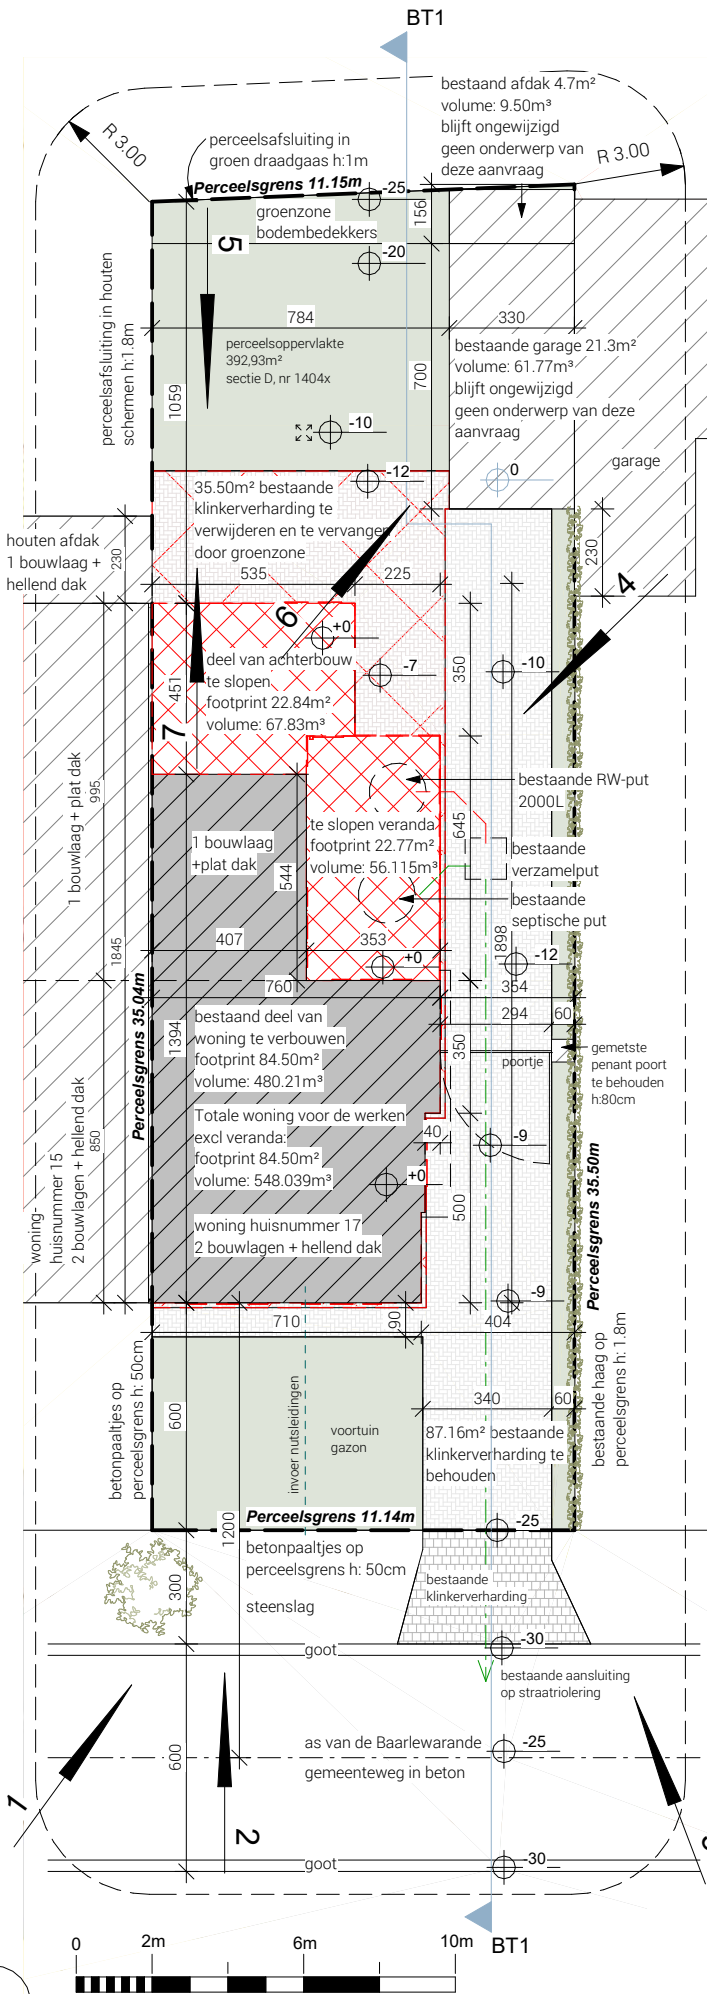 BT1
bestaand afdak 4.7m²
volume: 9.50m³
blijft ongewijzigd
geen onderwerp van
deze aanvraag
R 3.00
perceelsafsluiting in
groen draadgaas h:1m
R 3.00
Perceelsgrens 11.15m
-25
156
groenzone
bodembedekkers
5
-20
perceelsafsluiting in houten
schermen h:1.8m
784
330
perceelsoppervlakte
392,93m²
sectie D, nr 1404x
700
bestaande garage 21.3m²
volume: 61.77m³
blijft ongewijzigd
geen onderwerp van deze
aanvraag
1059
-10
garage
-12
0
35.50m² bestaande
klinkerverharding te
verwijderen en te vervangen
door groenzone
houten afdak
1 bouwlaag +
hellend dak
230
230
535
225
4
6
+0
-7
-10
350
deel van achterbouw
te slopen
footprint 22.84m²
volume: 67.83m³
451
7
1 bouwlaag + plat dak
995
bestaande RW-put
2000L
te slopen veranda
footprint 22.77m²
volume: 56.115m³
645
1 bouwlaag
+plat dak
544
bestaande
verzamelput
bestaande
septische put
1845
407
353
+0
1898
-12
760
354
294
60
Perceelsgrens 35.04m
1394
bestaand deel van
woning te verbouwen
footprint 84.50m²
volume: 480.21m³
350
poortje
gemetste
penant poort
te behouden
h:80cm
Totale woning voor de werken
excl veranda:
footprint 84.50m²
volume: 548.039m³
40
-9
850
+0
500
woning-
huisnummer 15
2 bouwlagen + hellend dak
woning huisnummer 17
2 bouwlagen + hellend dak
Perceelsgrens 35.50m
-9
710
90
404
betonpaaltjes op
perceelsgrens h: 50cm
bestaande haag op
perceelsgrens h: 1.8m
340
60
600
invoer nutsleidingen
voortuin
gazon
87.16m² bestaande
klinkerverharding te
behouden
Perceelsgrens 11.14m
-25
1200
betonpaaltjes op
perceelsgrens h: 50cm
300
bestaande
klinkerverharding
steenslag
goot
-30
bestaande aansluiting
op straatriolering
600
as van de Baarlewarande
gemeenteweg in beton
-25
1
2
goot
-30
0
2m
6m
10m
BT1